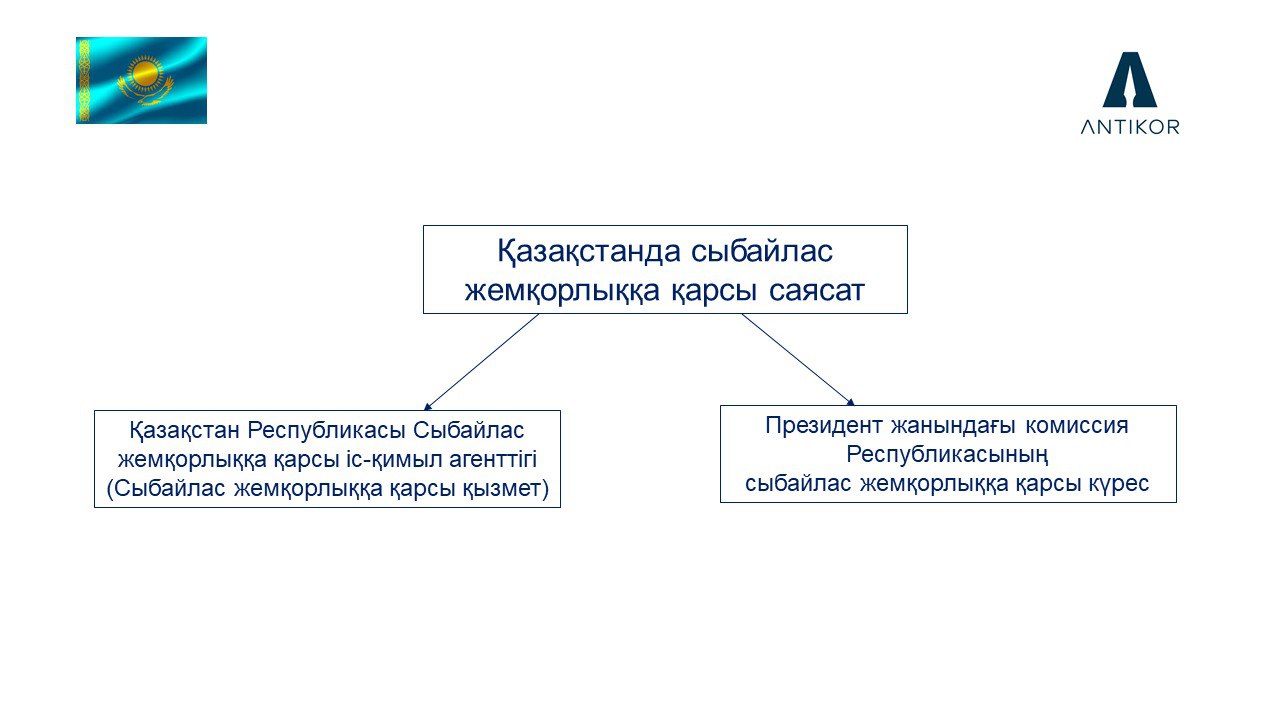 ANTIKOR
Қазақстанда сыбайлас
жемқорлыққа қарсы саясат
Қазақстан Республикасы Сыбайлас
жемқорлыққа қарсы іс-қимыл агенттігі
(Сыбайлас жемқорлыққа қарсы қызмет)
Президент жанындағы комиссия
Республикасының
сыбайлас жемқорлыққа қарсы күрес